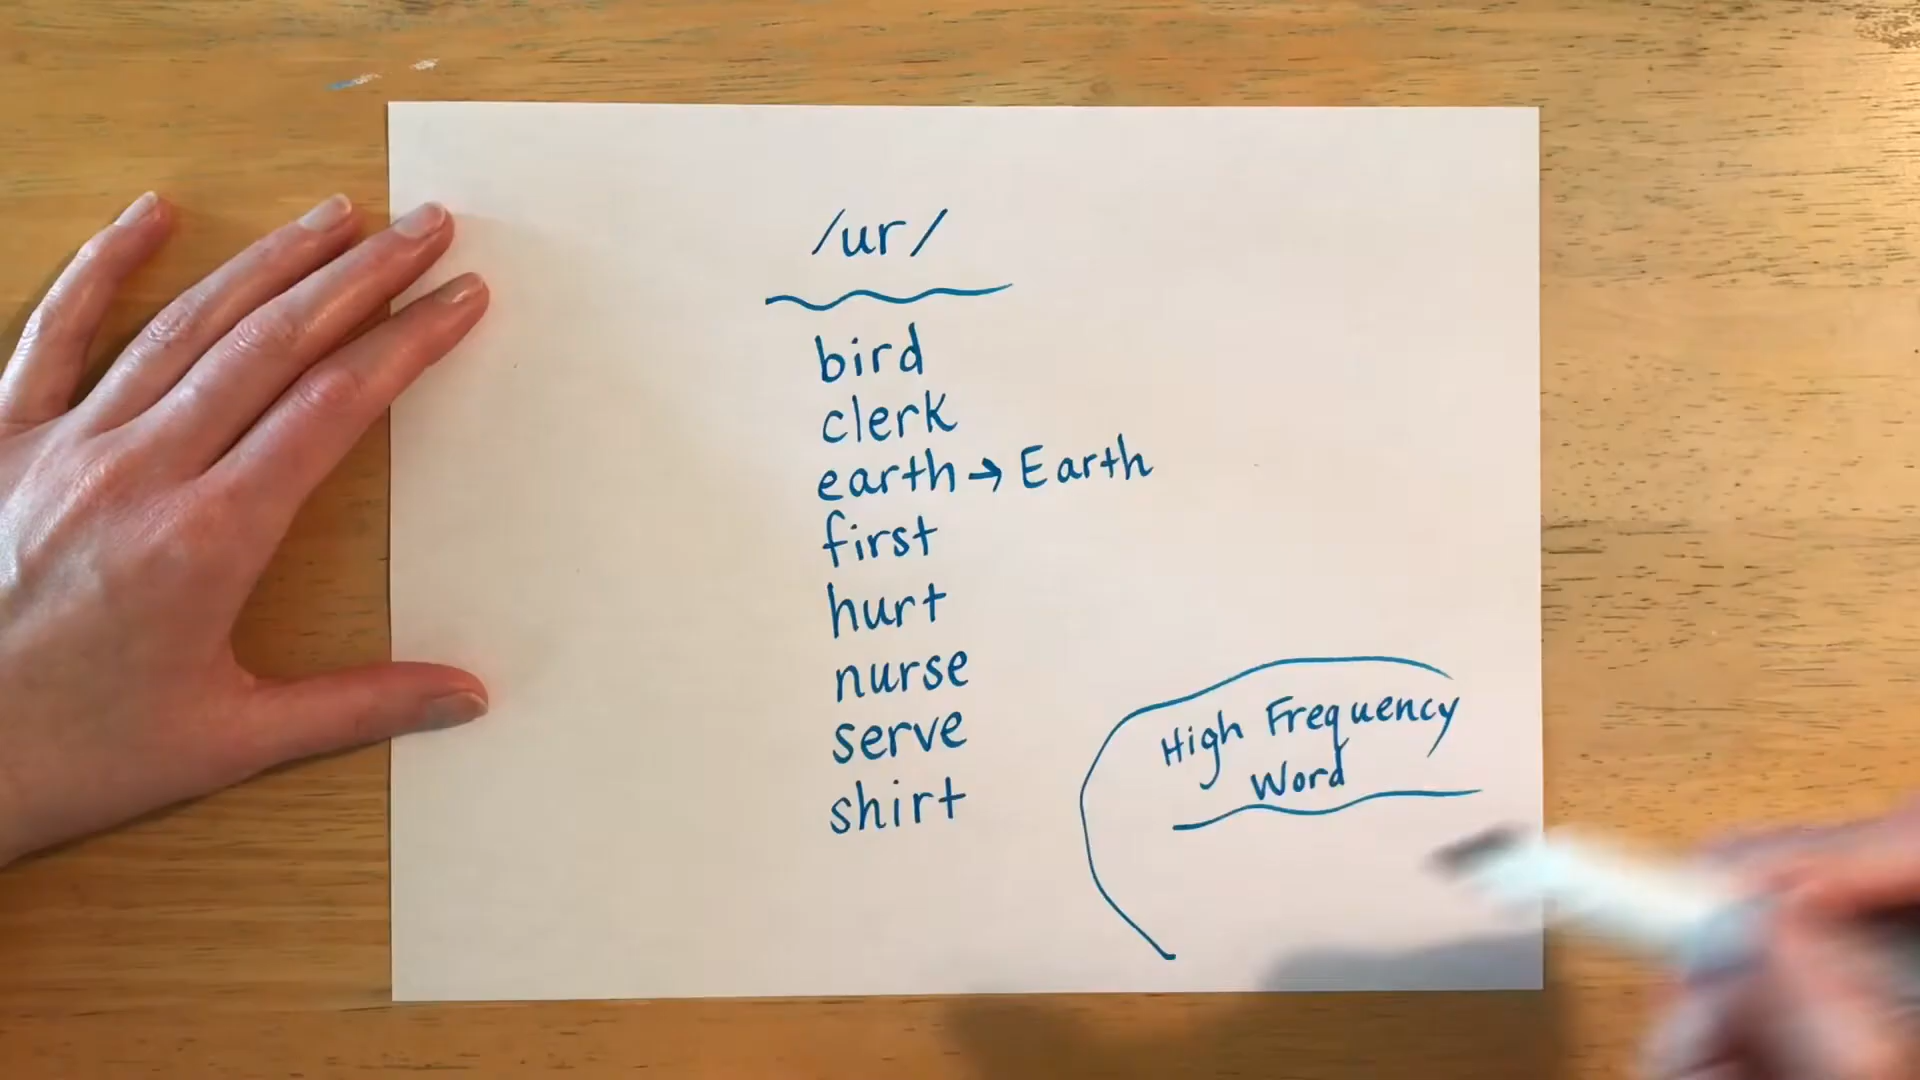 /ur/
bird
clerk
earth → Earth
first
hurt
nurse
serve
shirt
High Frequency
Word